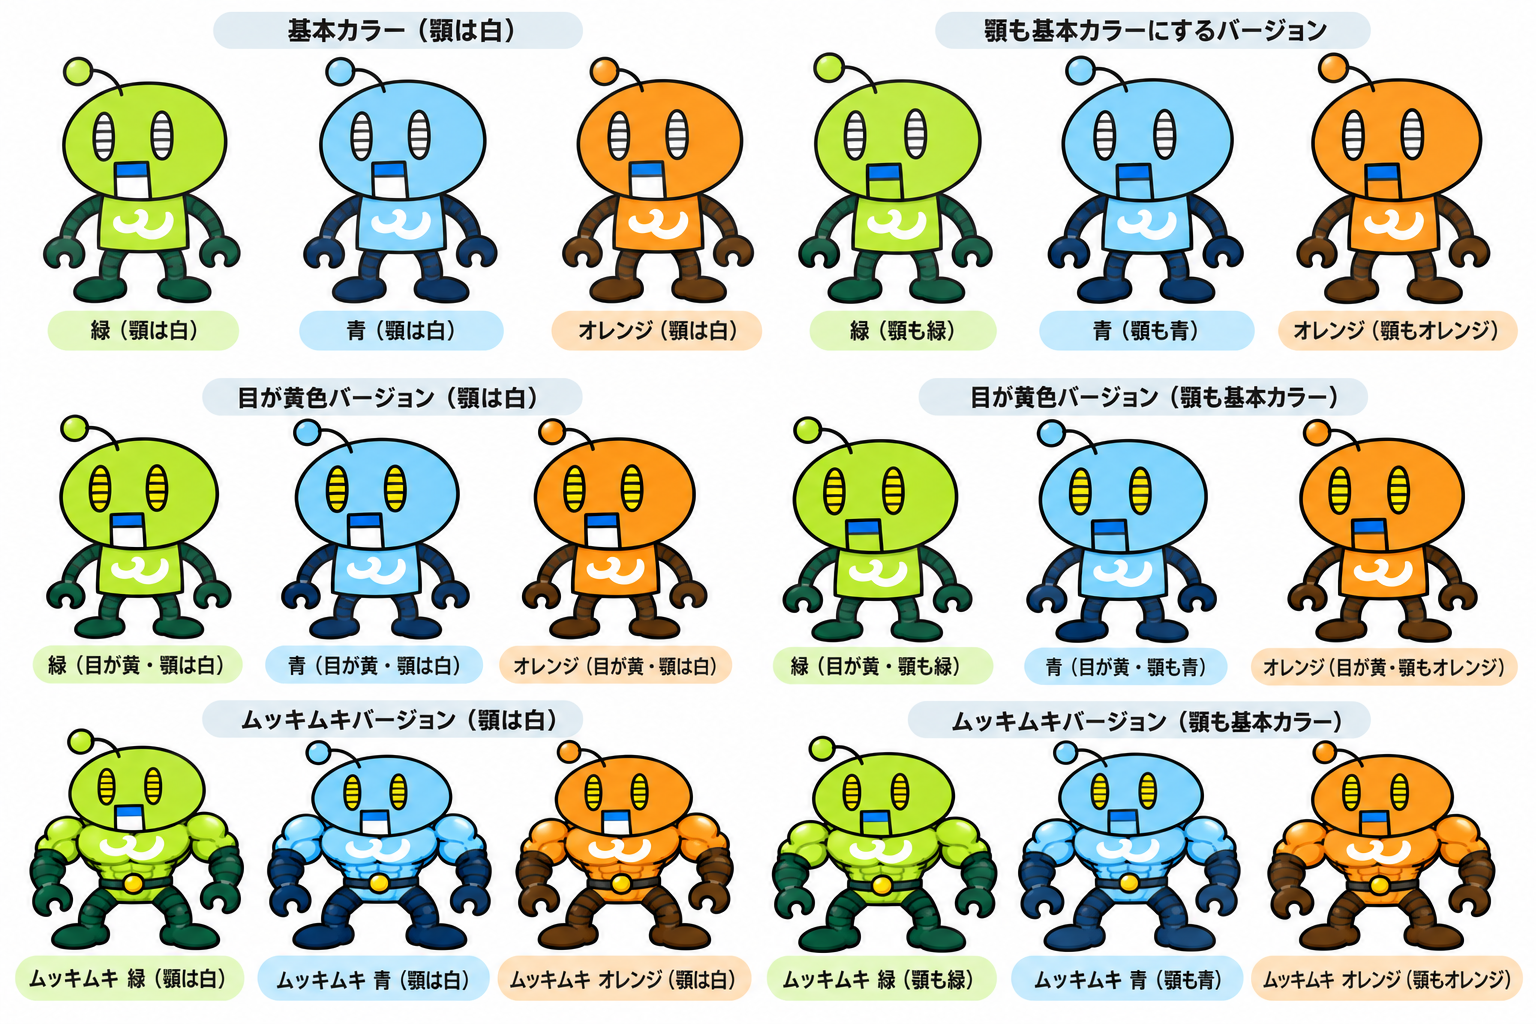 基本カラー（顎は白）
顎も基本カラーにするバージョン
緑（顎は白）
青（顎は白）
オレンジ（顎は白）
緑（顎も緑）
青（顎も青）
オレンジ（顎もオレンジ）
目が黄色バージョン（顎は白）
目が黄色バージョン（顎も基本カラー）
緑（目が黄・顎は白）
青（目が黄・顎は白）
オレンジ（目が黄・顎は白）
緑（目が黄・顎も緑）
青（目が黄・顎も青）
オレンジ（目が黄・顎もオレンジ）
ムッキムキバージョン（顎は白）
ムッキムキバージョン（顎も基本カラー）
ムッキムキ 緑（顎は白）
ムッキムキ 青（顎は白）
ムッキムキ オレンジ（顎は白）
ムッキムキ 緑（顎も緑）
ムッキムキ 青（顎も青）
ムッキムキ オレンジ（顎もオレンジ）